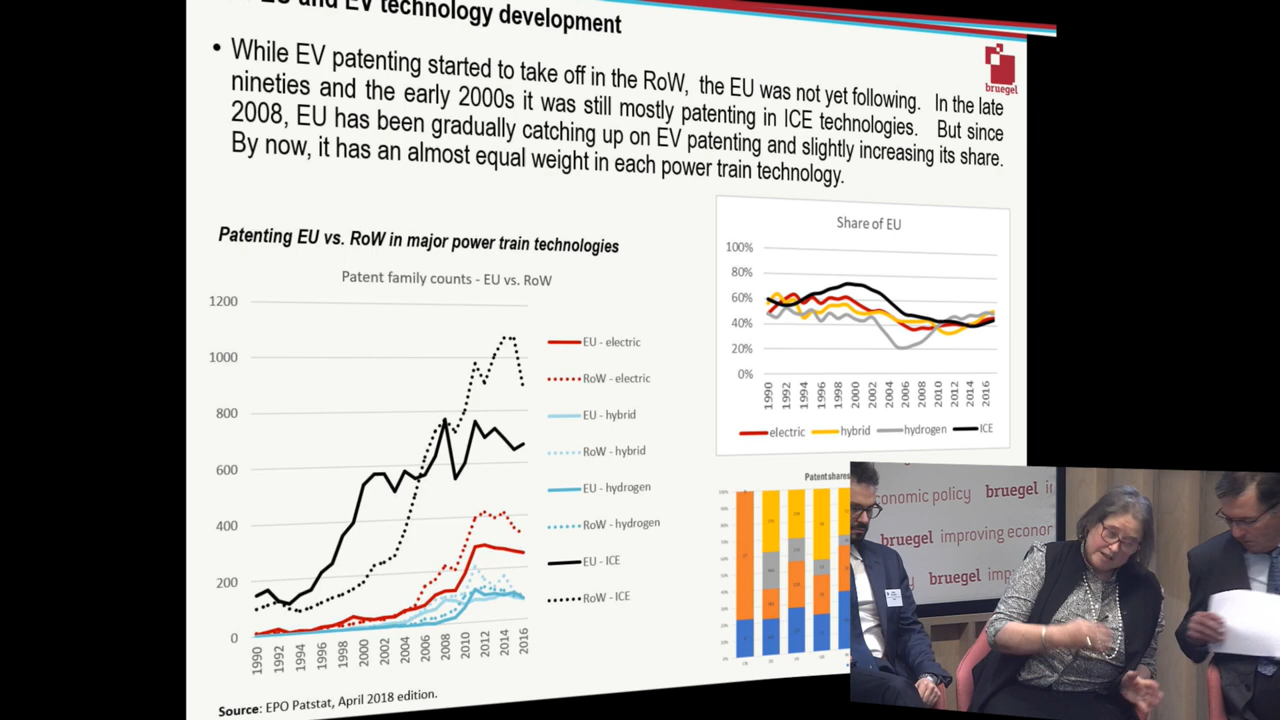 EU and EV technology development
• While EV patenting started to take off in the RoW, the EU was not yet following. In the late
nineties and the early 2000s it was still mostly patenting in ICE technologies. But since
2008, EU has been gradually catching up on EV patenting and slightly increasing its share.
By now, it has an almost equal weight in each power train technology.
bruegel
Patenting EU vs. RoW in major power train technologies
Patent family counts - EU vs. RoW
1200
1000
800
600
400
200
0
1990 1992 1994 1996 1998 2000 2002 2004 2006 2008 2010 2012 2014 2016
EU - electric
RoW - electric
EU - hybrid
RoW - hybrid
EU - hydrogen
RoW - hydrogen
EU - ICE
RoW - ICE
Source: EPO Patstat, April 2018 edition.
Share of EU
100%
80%
60%
40%
20%
0%
1990 1992 1994 1996 1998 2000 2002 2004 2006 2008 2010 2012 2014 2016
electric hybrid hydrogen ICE
Patent shares
onomic policy bruegel
bruegel improving econor
bruegel imp